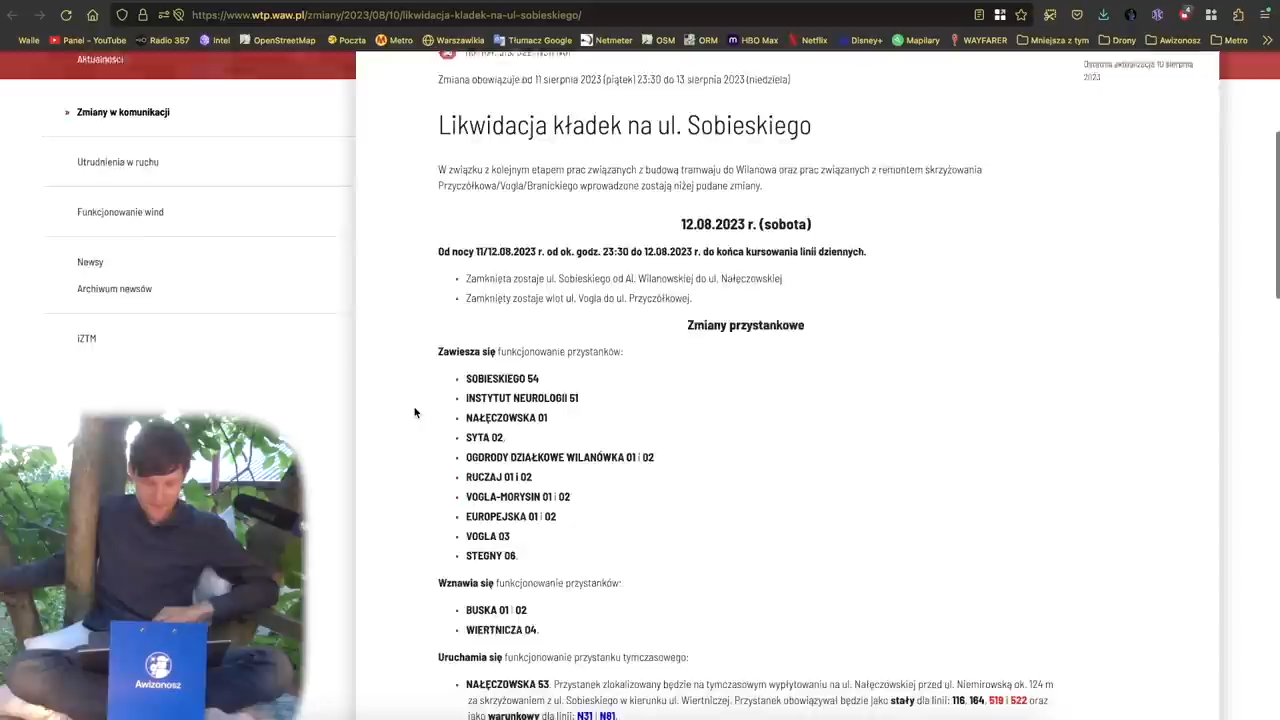 https://www.wtp.waw.pl/zmiany/2023/08/10/likwidacja-kladek/
Walle
YouTube - Polska
Radio 357
Intel
OpenStreetMap
Poczta
Metro
Warszawikia
Tłumacz Google
Netmetr
OSM
ORM
HBO Max
Netflix
Disney+
Mapilary
WAYFARER
Mniejsza z tym
Drony
Awizonosz
Aktualności
Zmiana obowiązuje od 11 sierpnia 2023 (piątek) 23:30 do 13 sierpnia 2023 (niedziela)
2023
» Zmiany w komunikacji
Utrudnienia w ruchu
Funkcjonowanie wind
Newsy
Archiwum newsów
iZTM
Likwidacja kładek na ul. Sobieskiego
W związku z kolejnym etapem prac związanych z budową tramwaju do Wilanowa oraz prac związanych z remontem skrzyżowania
Przyczółkowa/Vogla/Branickiego wprowadzone zostają niżej podane zmiany.
12.08.2023 r. (sobota)
Od nocy 11/12.08.2023 r. od ok. godz. 23:30 do 12.08.2023 r. do końca kursowania linii dziennych.
• Zamknięta zostaje ul. Sobieskiego od Al. Wilanowskiej do ul. Nałęczowskiej
• Zamknięty zostaje wlot ul. Vogla do ul. Przyczółkowej.
Zmiany przystankowe
Zawiesza się funkcjonowanie przystanków:
• SOBIESKIEGO 54
• INSTYTUT NEUROLOGII 51
• NAŁĘCZOWSKA 01
• SYTA 02,
• OGDRODY DZIAŁKOWE WILANÓWKA 01 i 02
• RUCZAJ 01 i 02
• VOGLA-MORYSIN 01 i 02
• EUROPEJSKA 01 i 02
• VOGLA 03
• STEGNY 06.
Wznawia się funkcjonowanie przystanków:
• BUSKA 01 i 02
• WIERTNICZA 04.
Uruchamia się funkcjonowanie przystanku tymczasowego:
• NAŁĘCZOWSKA 53. Przystanek zlokalizowany będzie na tymczasowym wypłytowaniu na ul. Nałęczowskiej przed ul. Niemirowską ok. 124 m
za skrzyżowaniem z ul. Sobieskiego w kierunku ul. Wiertniczej. Przystanek obowiązywał będzie jako stały dla linii: 116, 164, 519 i 522 oraz
jako warunkowy dla linii: N31 i N81.
Awizonosz